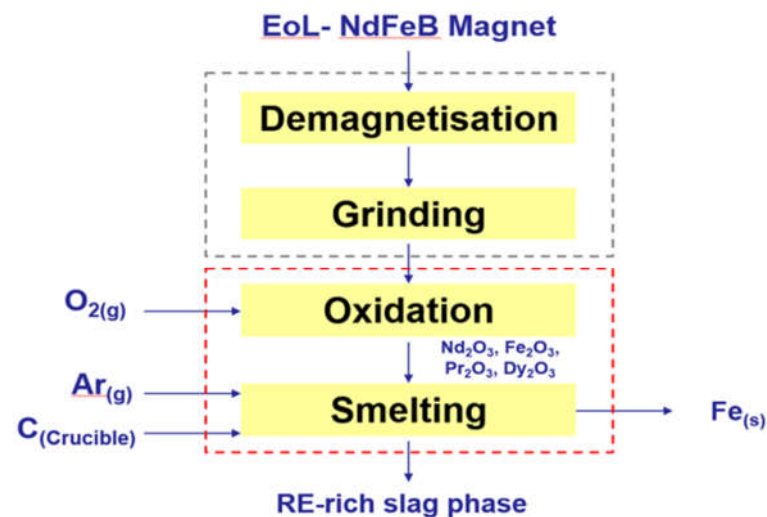 EoL- NdFeB Magnet
Demagnetisation
Grinding
O₂(g)
Oxidation
Nd₂O₃, Fe₂O₃,
Pr₂O₃, Dy₂O₃
Ar(g)
Smelting
Fe(s)
C(Crucible)
RE-rich slag phase